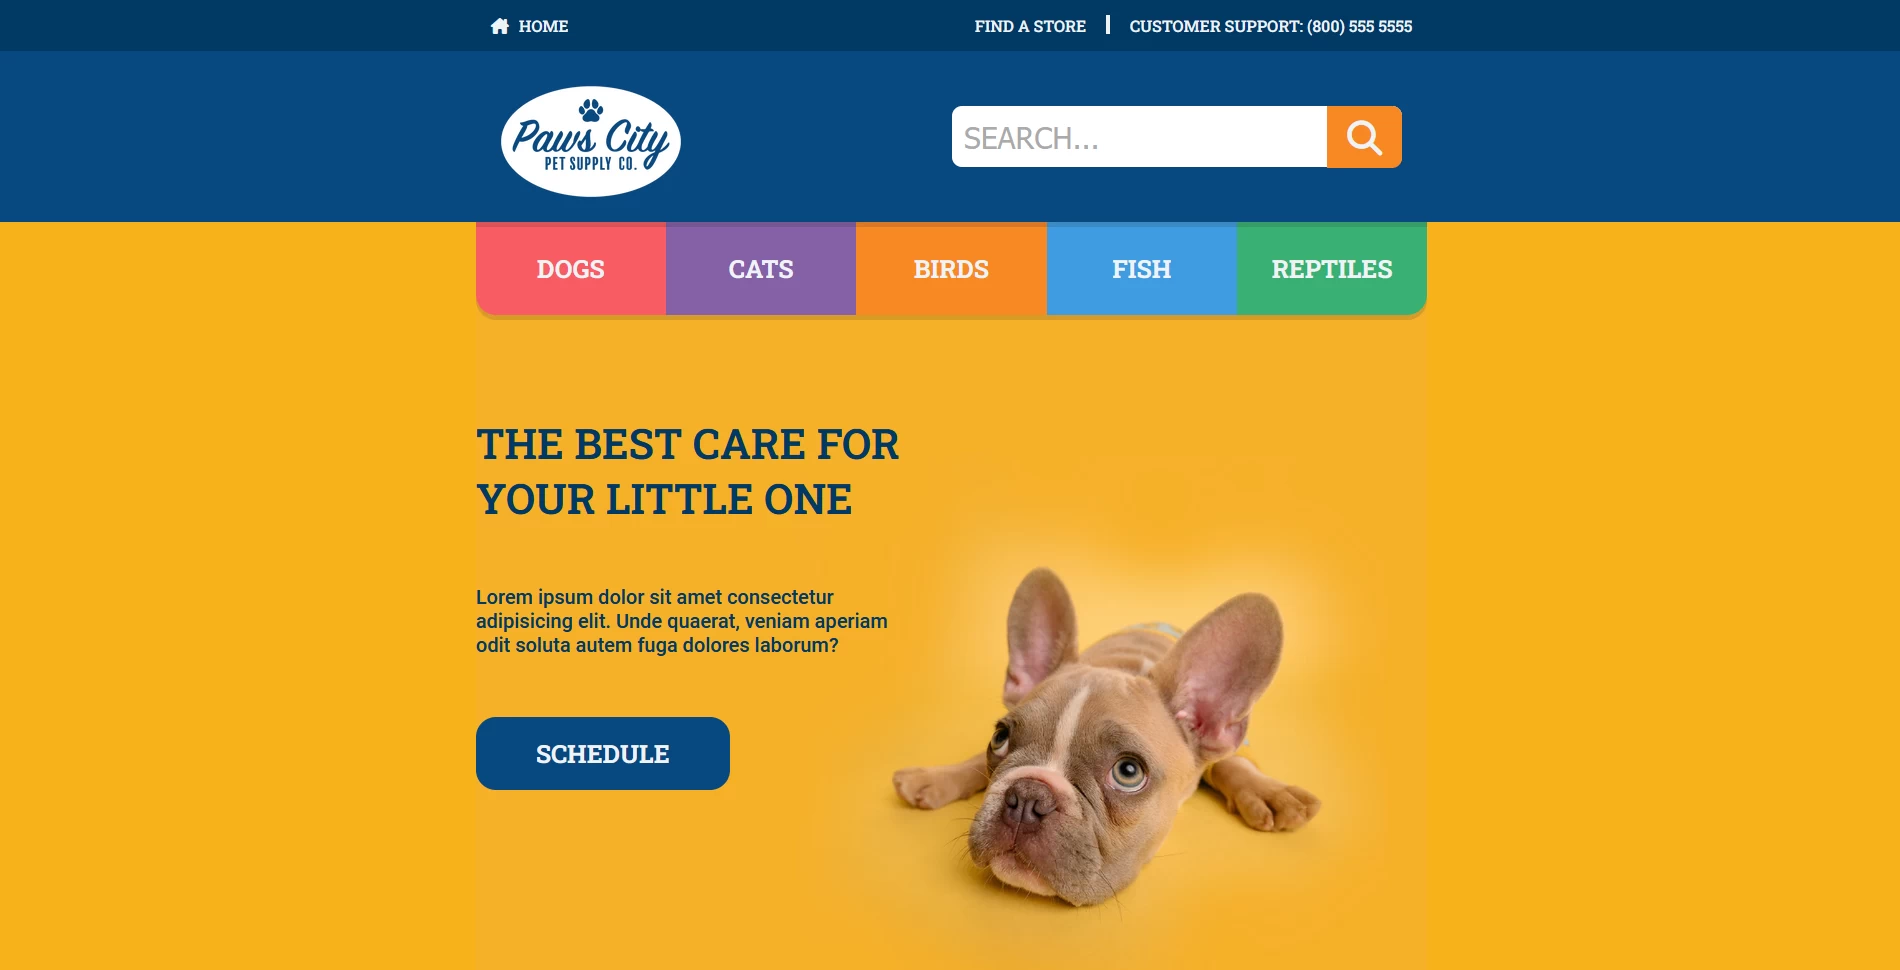 HOME
FIND A STORE
CUSTOMER SUPPORT: (800) 555 5555
Paws City
PET SUPPLY CO.
SEARCH...
DOGS
CATS
BIRDS
FISH
REPTILES
THE BEST CARE FOR
YOUR LITTLE ONE
Lorem ipsum dolor sit amet consectetur
adipisicing elit. Unde quaerat, veniam aperiam
odit soluta autem fuga dolores laborum?
SCHEDULE